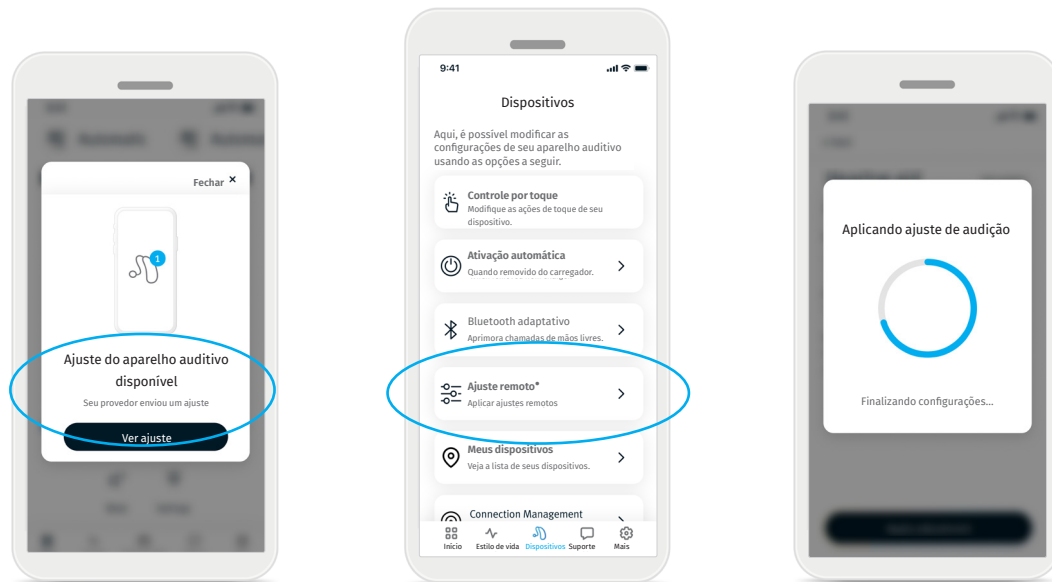 Fechar ×
1
Ajuste do aparelho auditivo
disponível
Seu provedor enviou um ajuste
Ver ajuste
9:41
Dispositivos
Aqui, é possível modificar as
configurações de seu aparelho auditivo
usando as opções a seguir.
Controle por toque
Modifique as ações de toque de seu
dispositivo.
Ativação automática
Quando removido do carregador.
Bluetooth adaptativo
Aprimora chamadas de mãos livres.
Ajuste remoto*
Aplicar ajustes remotos
Meus dispositivos
Veja a lista de seus dispositivos.
Connection Management
Início Estilo de vida Dispositivos Suporte Mais
Aplicando ajuste de audição
Finalizando configurações...